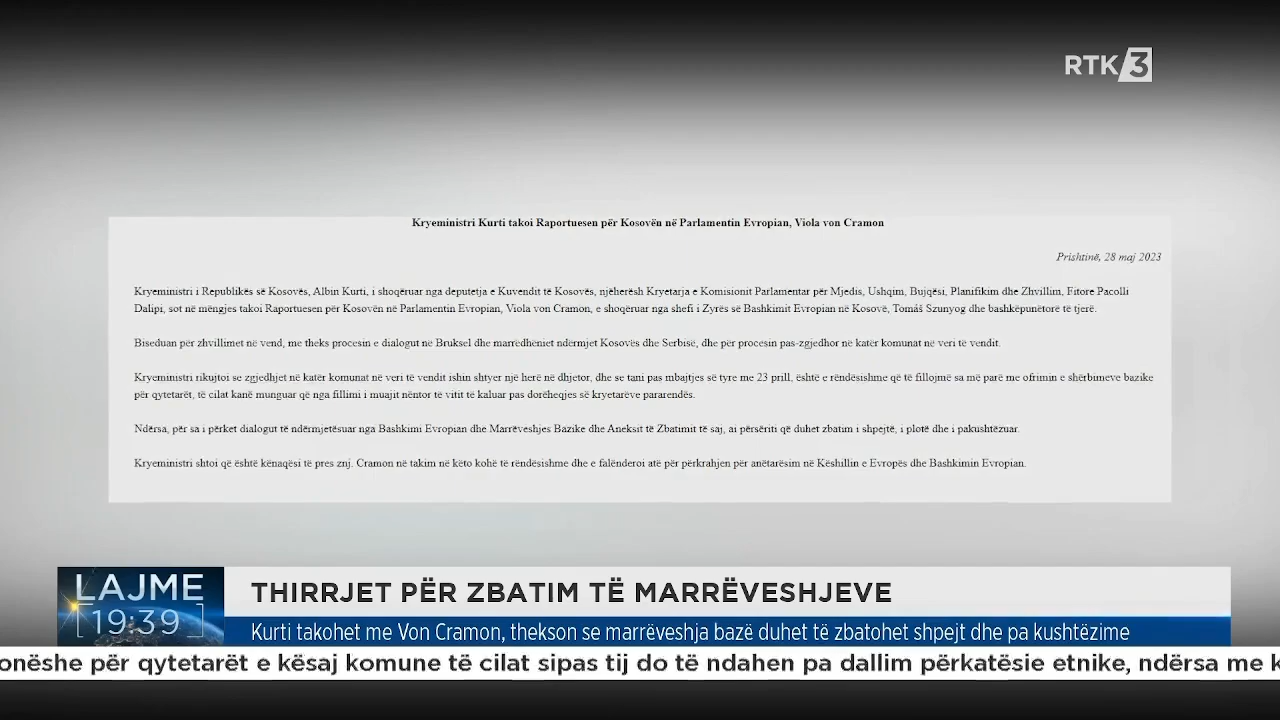 RTK 3
Kryeministri Kurti takoi Raportuesen për Kosovën në Parlamentin Evropian, Viola von Cramon
Prishtinë, 28 maj 2023
Kryeministri i Republikës së Kosovës, Albin Kurti, i shoqëruar nga deputetja e Kuvendit të Kosovës, njëherësh Kryetarja e Komisionit Parlamentar për Mjedis, Ushqim, Bujqësi, Planifikim dhe Zhvillim, Fitore Pacolli
Dalipi, sot në mëngjes takoi Raportuesen për Kosovën në Parlamentin Evropian, Viola von Cramon, e shoqëruar nga shefi i Zyrës së Bashkimit Evropian në Kosovë, Tomáš Szunyog dhe bashkëpunëtorë të tjerë.
Biseduan për zhvillimet në vend, me theks procesin e dialogut në Bruksel dhe marrëdhëniet ndërmjet Kosovës dhe Serbisë, dhe për procesin pas-zgjedhor në katër komunat në veri të vendit.
Kryeministri rikujtoi se zgjedhjet në katër komunat në veri të vendit ishin shtyer një herë në dhjetor, dhe se tani pas mbajtjes së tyre me 23 prill, është e rëndësishme që të fillojmë sa më parë me ofrimin e shërbimeve bazike
për qytetarët, të cilat kanë munguar që nga fillimi i muajit nëntor të vitit të kaluar pas dorëheqjes së kryetarëve pararendës.
Ndërsa, për sa i përket dialogut të ndërmjetësuar nga Bashkimi Evropian dhe Marrëveshjes Bazike dhe Aneksit të Zbatimit të saj, ai përsëriti që duhet zbatim i shpejtë, i plotë dhe i pakushtëzuar.
Kryeministri shtoi që është kënaqësi të pres znj. Cramon në takim në këto kohë të rëndësishme dhe e falënderoi atë për përkrahjen për anëtarësim në Këshillin e Evropës dhe Bashkimin Evropian.
LAJME
19:39
THIRRJET PËR ZBATIM TË MARRËVESHJEVE
Kurti takohet me Von Cramon, thekson se marrëveshja bazë duhet të zbatohet shpejt dhe pa kushtëzime
onëshe për qytetarët e kësaj komune të cilat sipas tij do të ndahen pa dallim përkatësie etnike, ndërsa me k